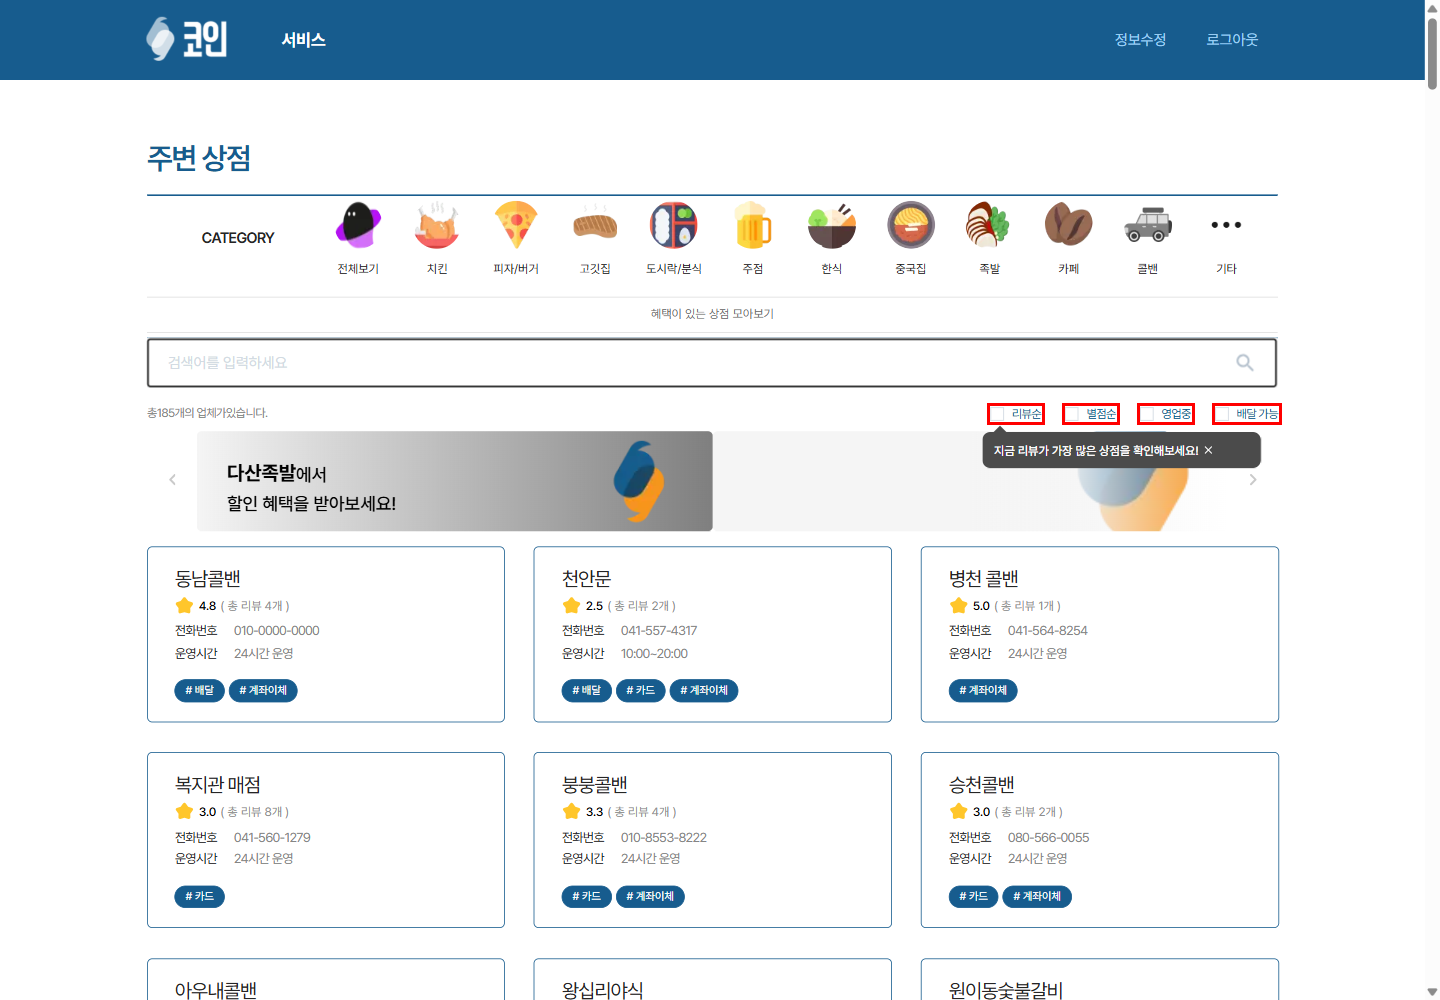 코인
서비스
정보수정
로그아웃
주변 상점
CATEGORY
전체보기
치킨
피자/버거
고깃집
도시락/분식
주점
한식
중국집
족발
카페
콜밴
기타
혜택이 있는 상점 모아보기
검색어를 입력하세요
총185개의 업체가있습니다.
리뷰순
별점순
영업중
배달 가능
지금 리뷰가 가장 많은 상점을 확인해보세요!
다산족발에서
할인 혜택을 받아보세요!
동남콜밴
4.8 ( 총 리뷰 4개 )
전화번호 010-0000-0000
운영시간 24시간 운영
# 배달 # 계좌이체
천안문
2.5 ( 총 리뷰 2개 )
전화번호 041-557-4317
운영시간 10:00~20:00
# 배달 # 카드 # 계좌이체
병천 콜밴
5.0 ( 총 리뷰 1개 )
전화번호 041-564-8254
운영시간 24시간 운영
# 계좌이체
복지관 매점
3.0 ( 총 리뷰 8개 )
전화번호 041-560-1279
운영시간 24시간 운영
# 카드
붕붕콜밴
3.3 ( 총 리뷰 4개 )
전화번호 010-8553-8222
운영시간 24시간 운영
# 카드 # 계좌이체
승천콜밴
3.0 ( 총 리뷰 2개 )
전화번호 080-566-0055
운영시간 24시간 운영
# 카드 # 계좌이체
아우내콜밴
왕십리야식
원이동숯불갈비